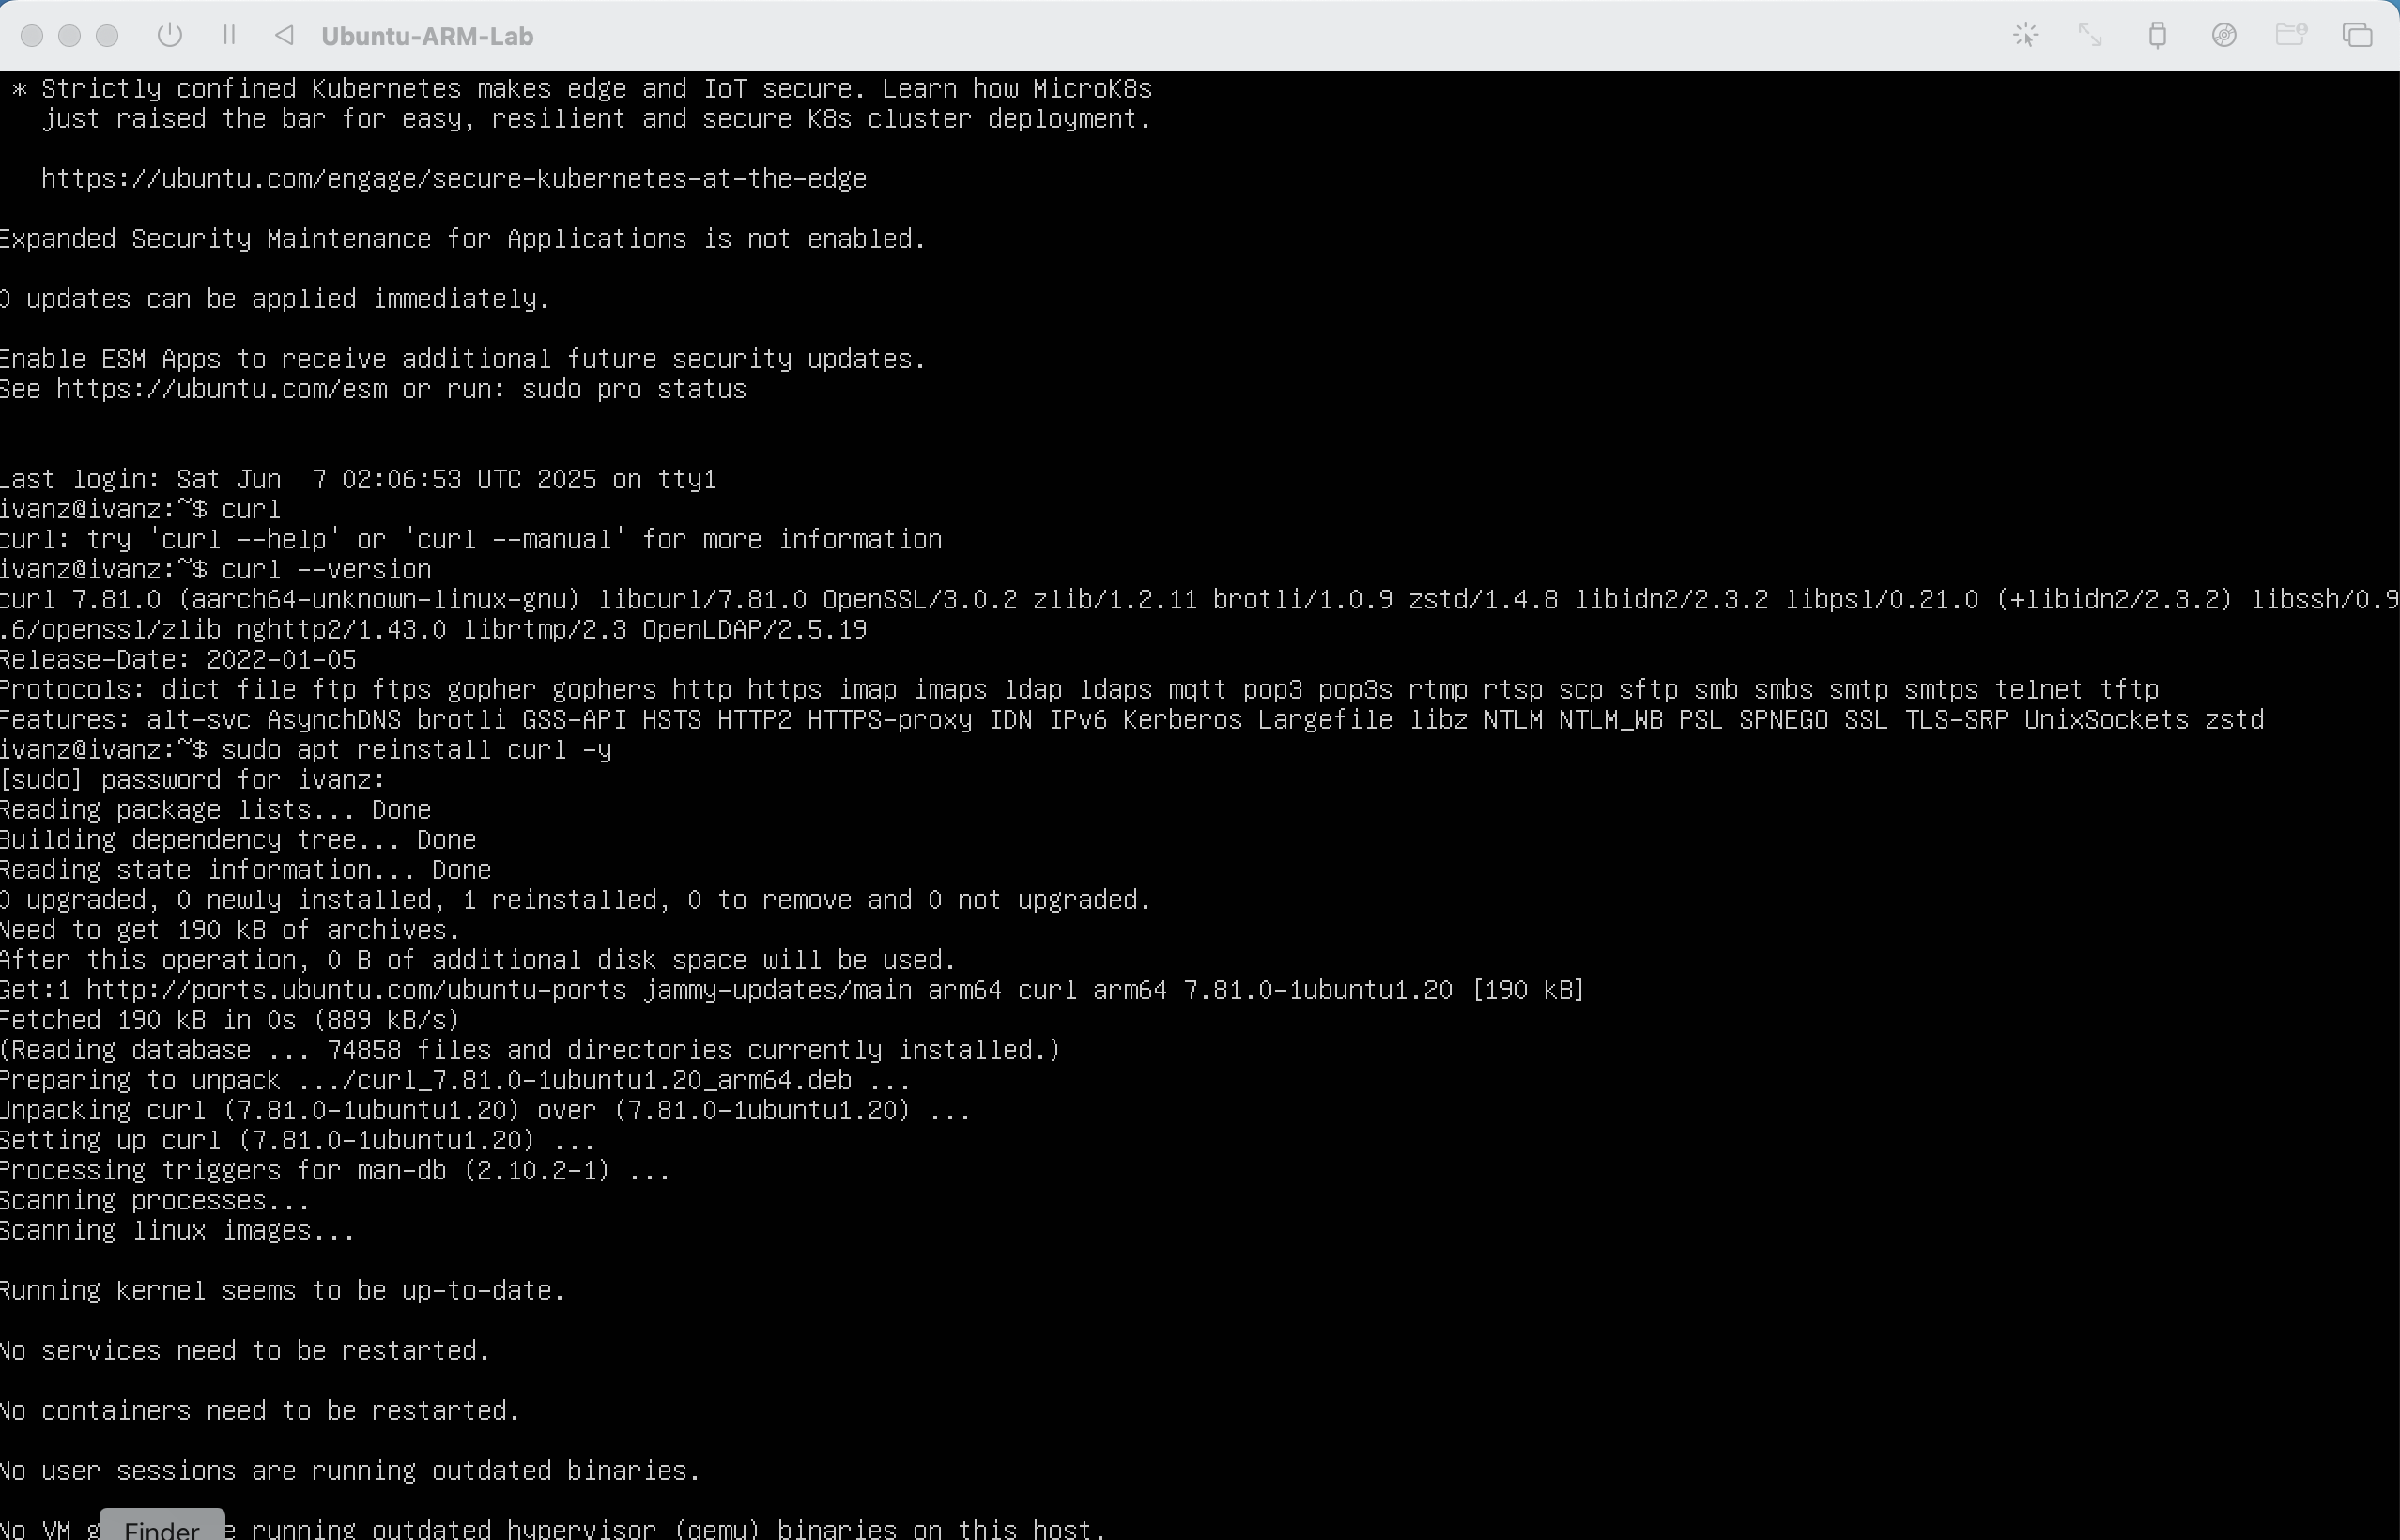 Ubuntu-ARM-Lab
* Strictly confined Kubernetes makes edge and IoT secure. Learn how MicroK8s
just raised the bar for easy, resilient and secure K8s cluster deployment.
https://ubuntu.com/engage/secure-kubernetes-at-the-edge
Expanded Security Maintenance for Applications is not enabled.
0 updates can be applied immediately.
Enable ESM Apps to receive additional future security updates.
See https://ubuntu.com/esm or run: sudo pro status
Last login: Sat Jun  7 02:06:53 UTC 2025 on tty1
ivanz@ivanz:~$ curl
curl: try 'curl --help' or 'curl --manual' for more information
ivanz@ivanz:~$ curl --version
curl 7.81.0 (aarch64-unknown-linux-gnu) libcurl/7.81.0 OpenSSL/3.0.2 zlib/1.2.11 brotli/1.0.9 zstd/1.4.8 libidn2/2.3.2 libpsl/0.21.0 (+libidn2/2.3.2) libssh/0.9
.6/openssl/zlib nghttp2/1.43.0 librtmp/2.3 OpenLDAP/2.5.19
Release-Date: 2022-01-05
Protocols: dict file ftp ftps gopher gophers http https imap imaps ldap ldaps mqtt pop3 pop3s rtmp rtsp scp sftp smb smbs smtp smtps telnet tftp
Features: alt-svc AsynchDNS brotli GSS-API HSTS HTTP2 HTTPS-proxy IDN IPv6 Kerberos Largefile libz NTLM NTLM_WB PSL SPNEGO SSL TLS-SRP UnixSockets zstd
ivanz@ivanz:~$ sudo apt reinstall curl -y
[sudo] password for ivanz:
Reading package lists... Done
Building dependency tree... Done
Reading state information... Done
0 upgraded, 0 newly installed, 1 reinstalled, 0 to remove and 0 not upgraded.
Need to get 190 kB of archives.
After this operation, 0 B of additional disk space will be used.
Get:1 http://ports.ubuntu.com/ubuntu-ports jammy-updates/main arm64 curl arm64 7.81.0-1ubuntu1.20 [190 kB]
Fetched 190 kB in 0s (889 kB/s)
(Reading database ... 74858 files and directories currently installed.)
Preparing to unpack .../curl_7.81.0-1ubuntu1.20_arm64.deb ...
Unpacking curl (7.81.0-1ubuntu1.20) over (7.81.0-1ubuntu1.20) ...
Setting up curl (7.81.0-1ubuntu1.20) ...
Processing triggers for man-db (2.10.2-1) ...
Scanning processes...
Scanning linux images...
Running kernel seems to be up-to-date.
No services need to be restarted.
No containers need to be restarted.
No user sessions are running outdated binaries.
No VM running outdated hypervisor (qemu) binaries on this host.
Finder